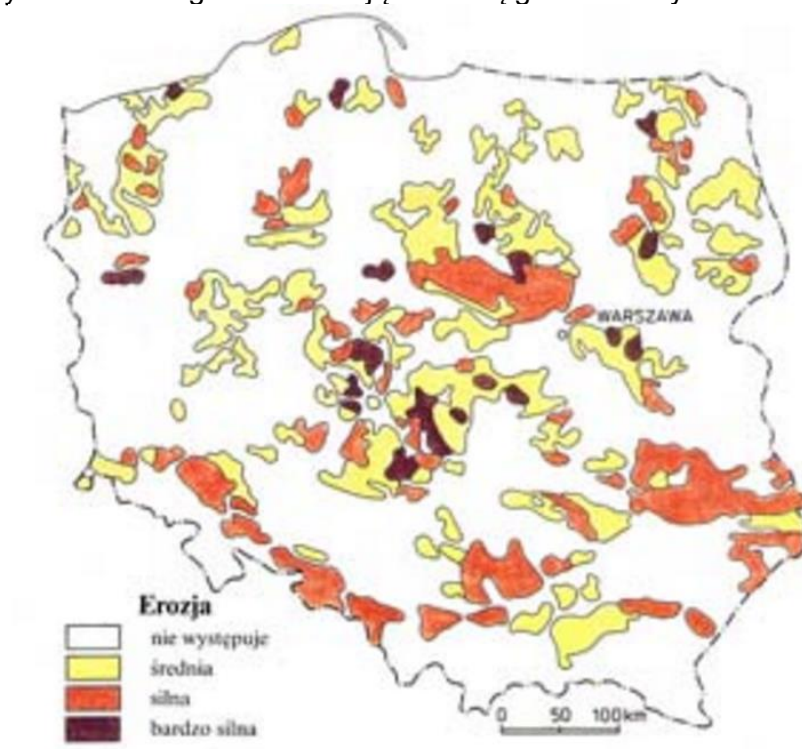 WARSZAWA
Erozja
nie występuje
średnia
silna
bardzo silna
0 50 100km